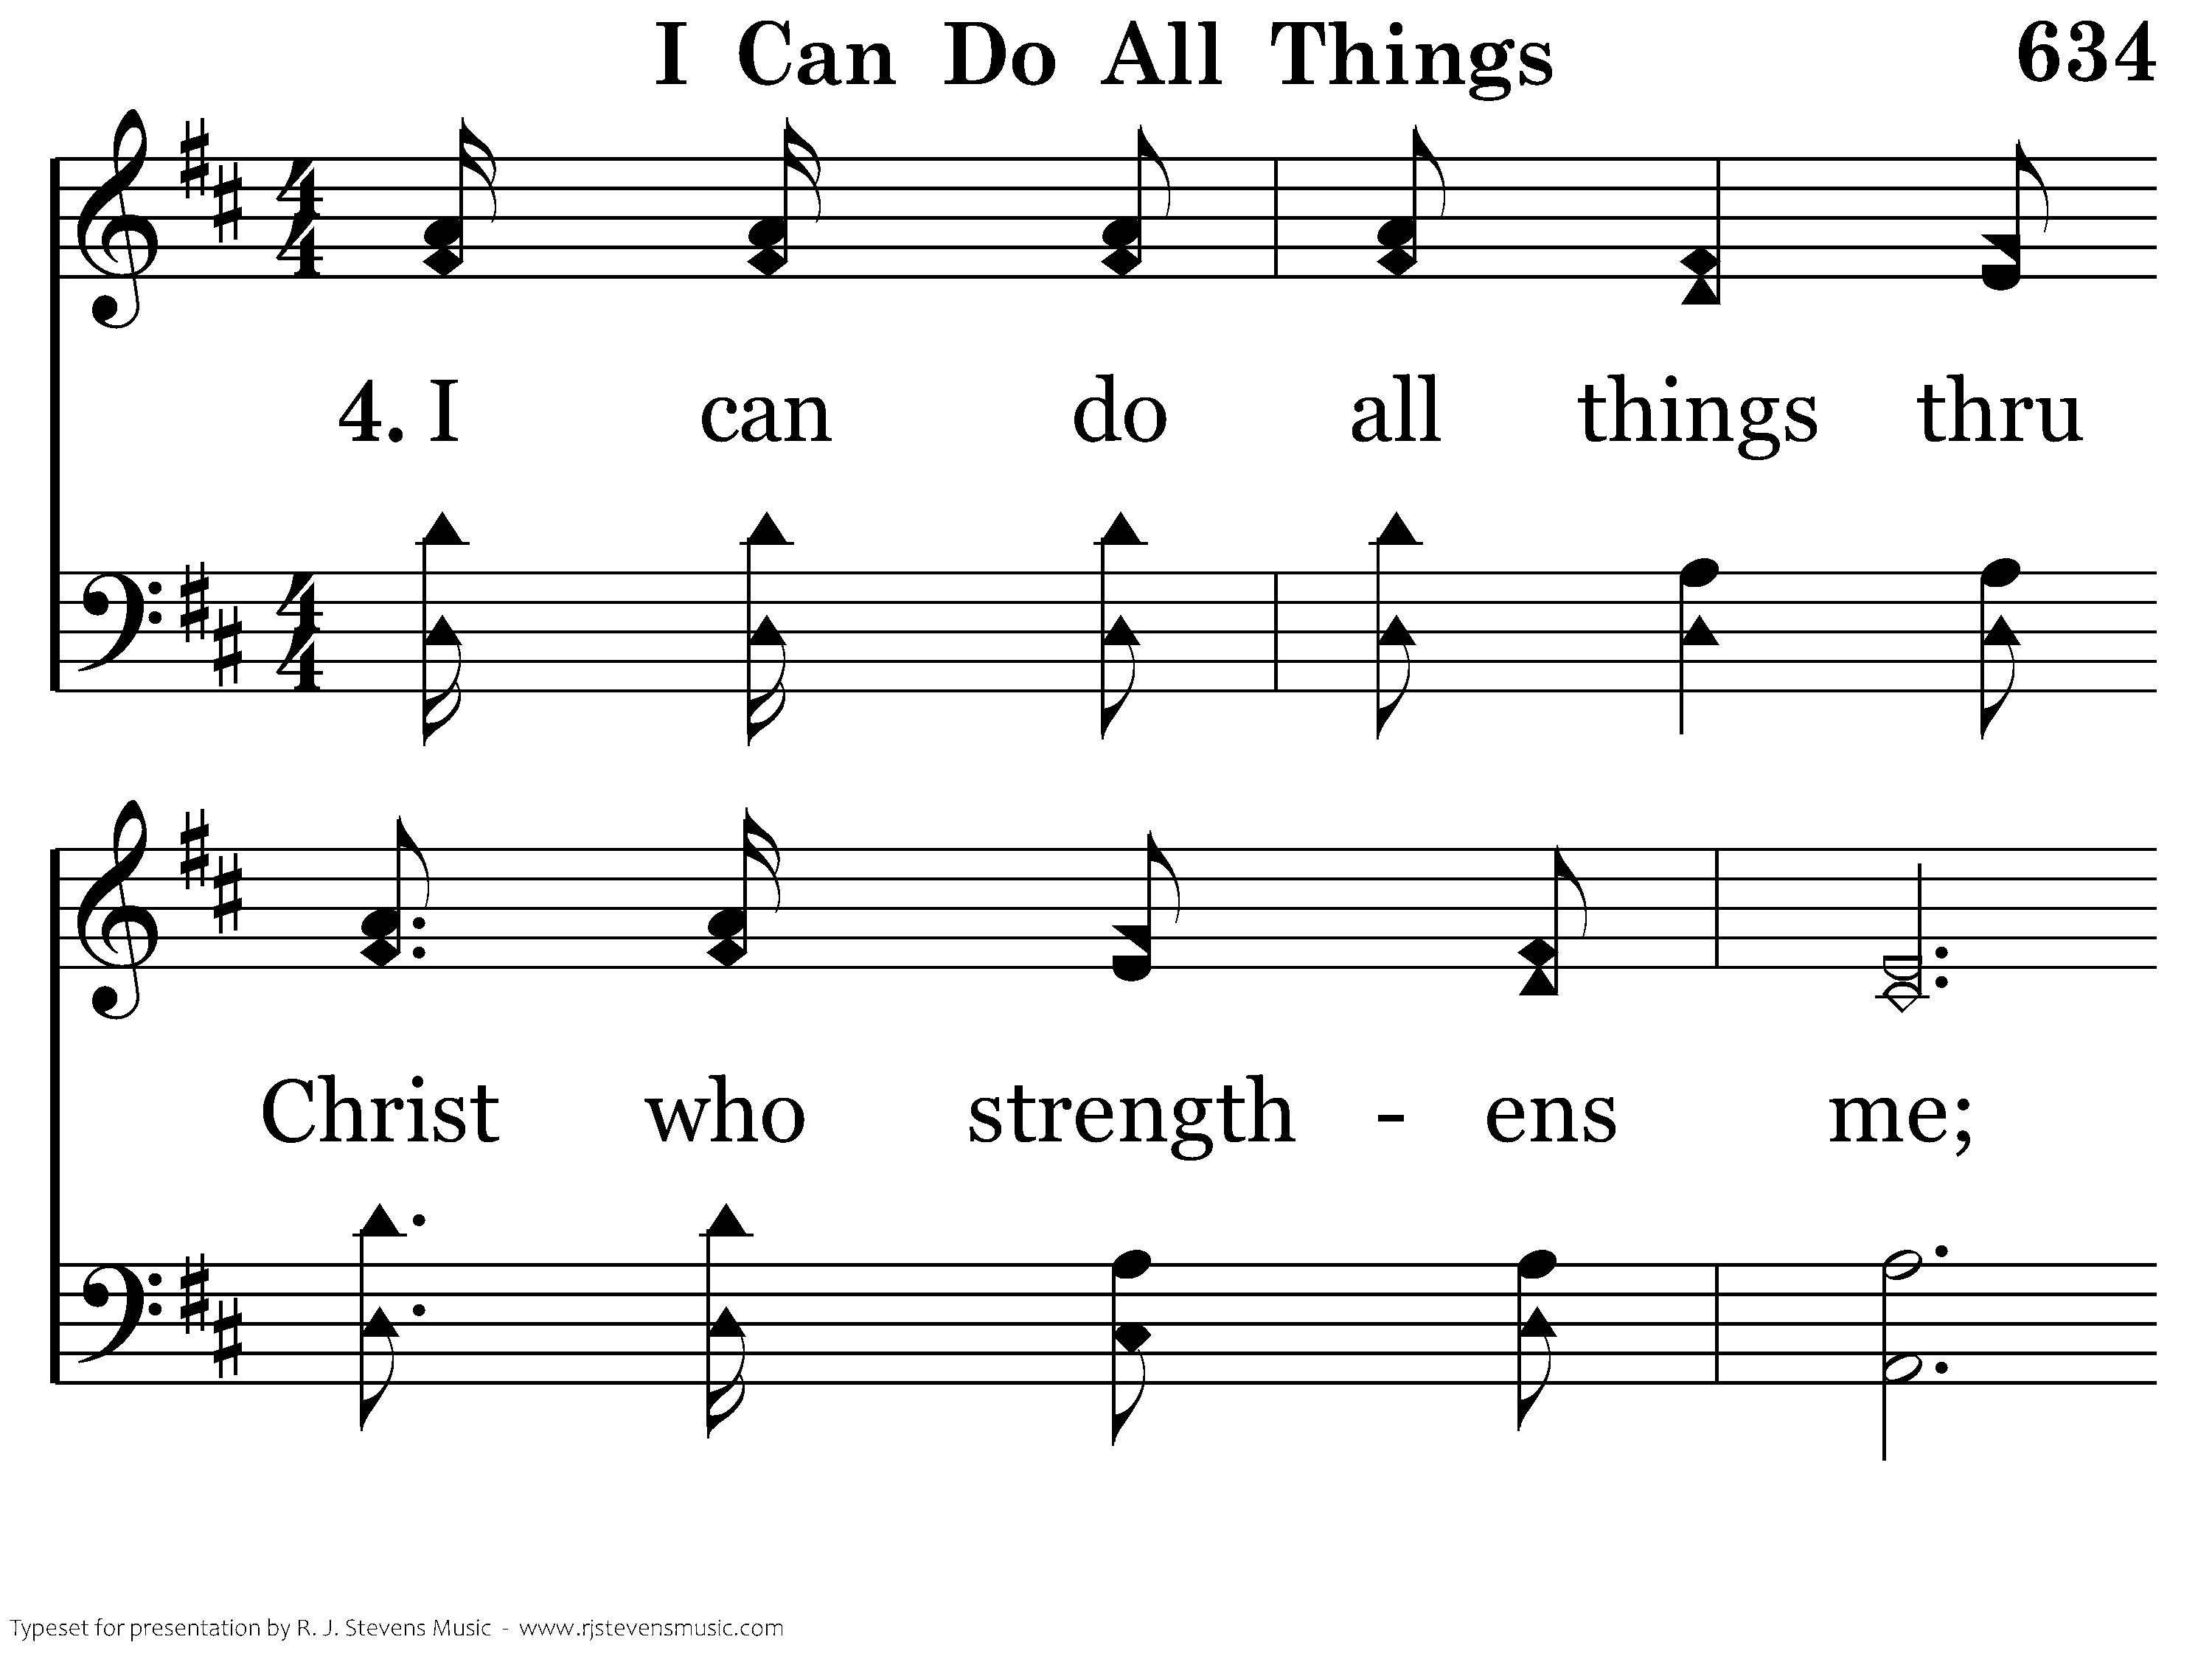 I Can Do All Things 634
4. I can do all things thru
Christ who strength - ens me;
Typeset for presentation by R. J. Stevens Music - www.rjstevensmusic.com